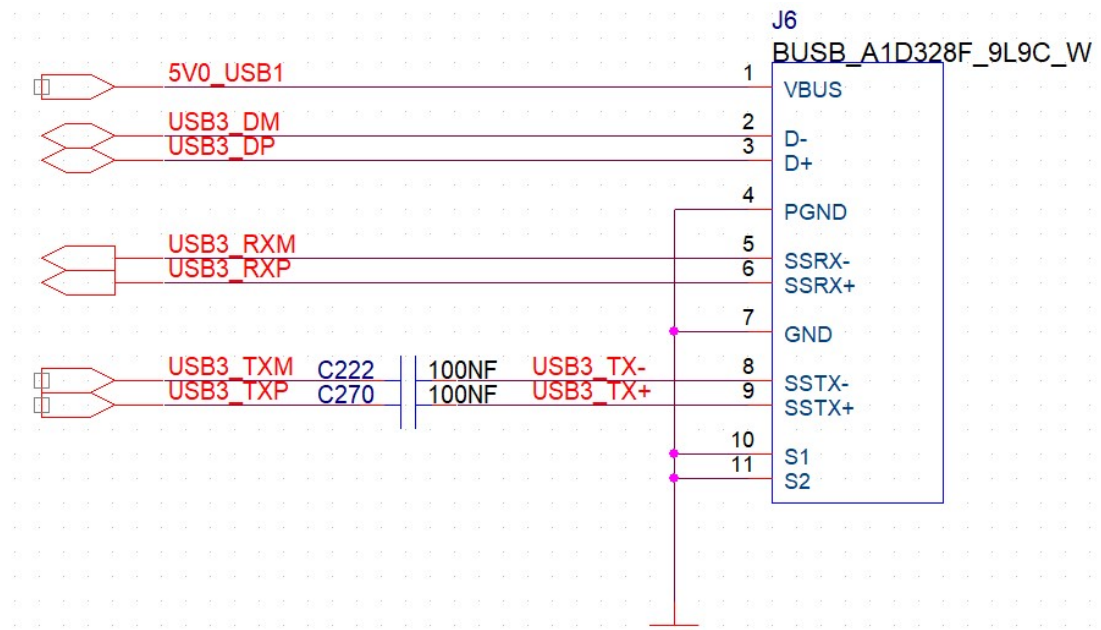 J6
BUSB_A1D328F_9L9C_W
5V0_USB1 1 VBUS
USB3_DM 2 D-
USB3_DP 3 D+
4 PGND
USB3_RXM 5 SSRX-
USB3_RXP 6 SSRX+
7 GND
USB3_TXM C222 100NF USB3_TX- 8 SSTX-
USB3_TXP C270 100NF USB3_TX+ 9 SSTX+
10 S1
11 S2